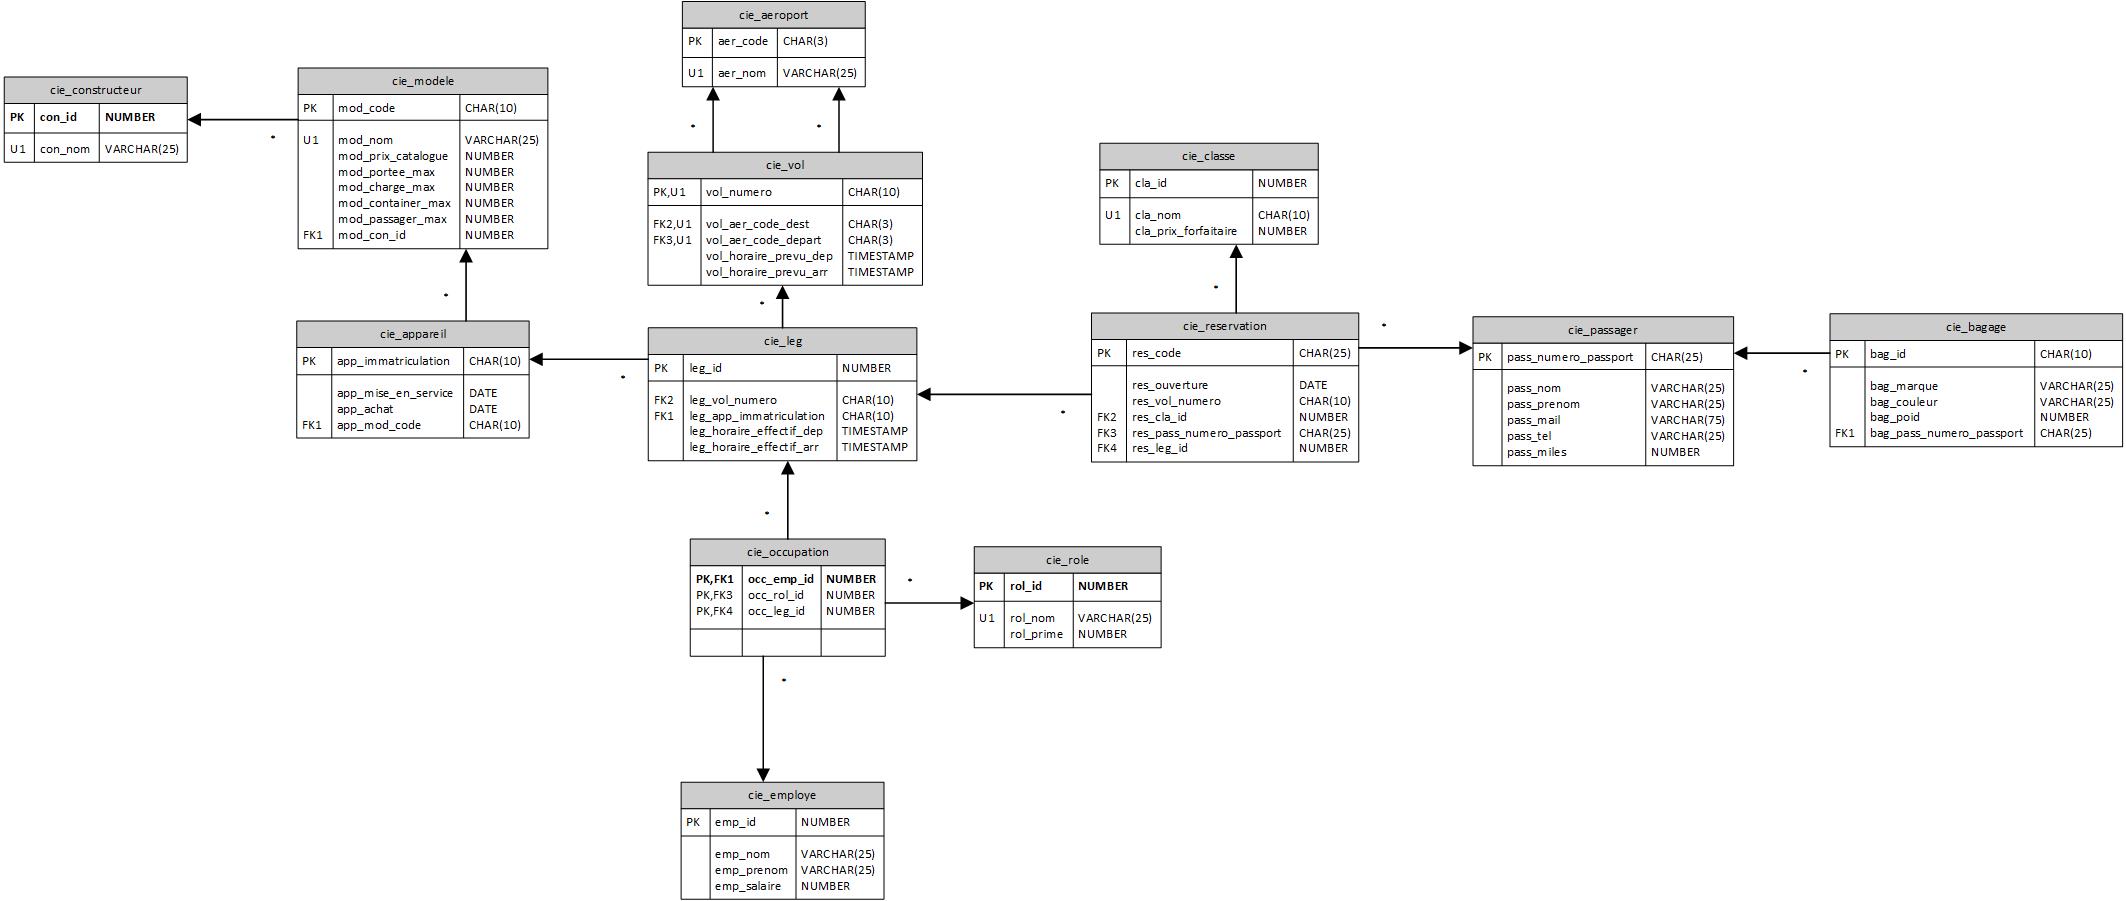 cie_aeroport
PK aer_code CHAR(3)
U1 aer_nom VARCHAR(25)
cie_constructeur
PK con_id NUMBER
U1 con_nom VARCHAR(25)
cie_modele
PK mod_code CHAR(10)
U1 mod_nom VARCHAR(25)
mod_prix_catalogue NUMBER
mod_portee_max NUMBER
mod_charge_max NUMBER
mod_container_max NUMBER
mod_passager_max NUMBER
FK1 mod_con_id NUMBER
*
*
*
cie_vol
PK,U1 vol_numero CHAR(10)
FK2,U1 vol_aer_code_dest CHAR(3)
FK3,U1 vol_aer_code_depart CHAR(3)
vol_horaire_prevu_dep TIMESTAMP
vol_horaire_prevu_arr TIMESTAMP
cie_classe
PK cla_id NUMBER
U1 cla_nom CHAR(10)
cla_prix_forfaitaire NUMBER
*
*
*
cie_appareil
PK app_immatriculation CHAR(10)
app_mise_en_service DATE
app_achat DATE
FK1 app_mod_code CHAR(10)
*
cie_leg
PK leg_id NUMBER
FK2 leg_vol_numero CHAR(10)
FK1 leg_app_immatriculation CHAR(10)
leg_horaire_effectif_dep TIMESTAMP
leg_horaire_effectif_arr TIMESTAMP
*
cie_reservation
PK res_code CHAR(25)
res_ouverture DATE
res_vol_numero CHAR(10)
FK2 res_cla_id NUMBER
FK3 res_pass_numero_passport CHAR(25)
FK4 res_leg_id NUMBER
*
cie_passager
PK pass_numero_passport CHAR(25)
pass_nom VARCHAR(25)
pass_prenom VARCHAR(25)
pass_mail VARCHAR(75)
pass_tel VARCHAR(25)
pass_miles NUMBER
*
cie_bagage
PK bag_id CHAR(10)
bag_marque VARCHAR(25)
bag_couleur VARCHAR(25)
bag_poid NUMBER
FK1 bag_pass_numero_passport CHAR(25)
*
cie_occupation
PK,FK1 occ_emp_id NUMBER
PK,FK3 occ_rol_id NUMBER
PK,FK4 occ_leg_id NUMBER
*
cie_role
PK rol_id NUMBER
U1 rol_nom VARCHAR(25)
rol_prime NUMBER
*
cie_employe
PK emp_id NUMBER
emp_nom VARCHAR(25)
emp_prenom VARCHAR(25)
emp_salaire NUMBER